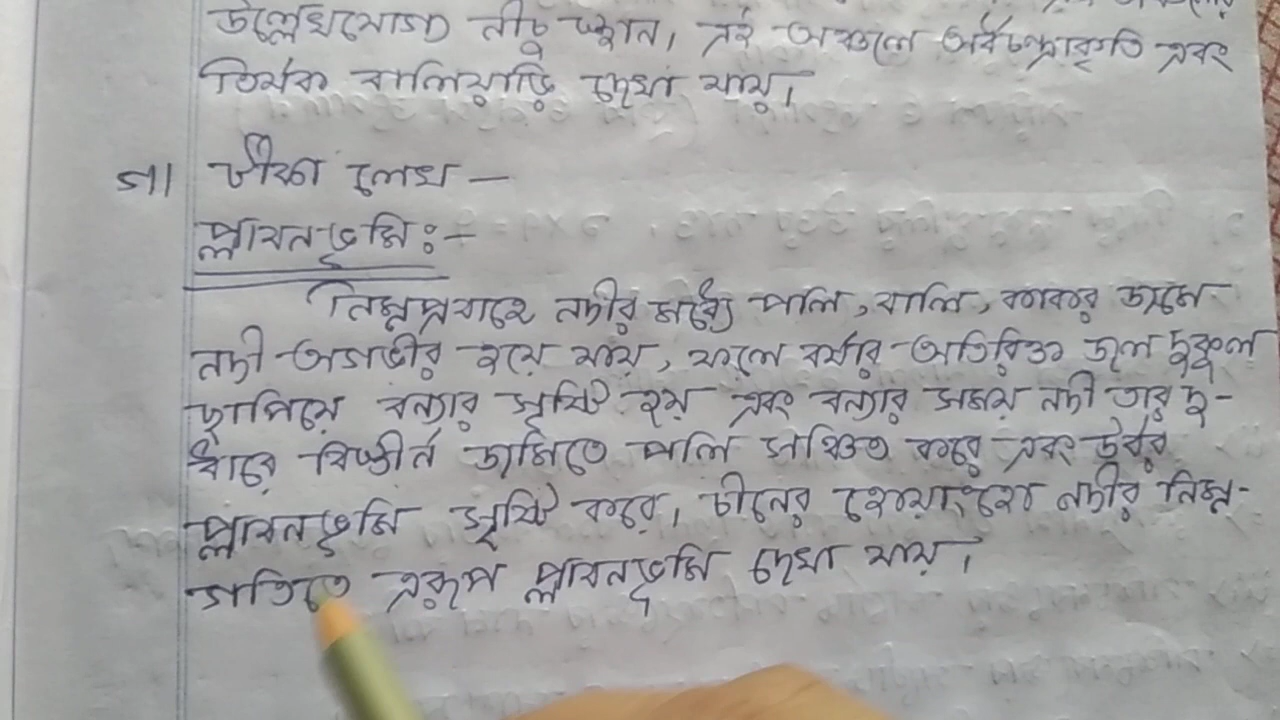 উল্লেখযোগ্য নীচু স্থান, এই অঞ্চলে অর্ধচন্দ্রাকৃতি এবং
তির্যক বালিয়াড়ি দেখা যায়।
গ। টীকা লেখ —
প্লাবনভূমিঃ-
নিম্নপ্রবাহে নদীর মধ্যে পলি, বালি, কাকর জমে
নদী অগভীর হয়ে যায়, ফলে বর্ষার অতিরিক্ত জল দুকুল
ছাপিয়ে বন্যার সৃষ্টি হয় এবং বন্যার সময় নদী তার দু-
ধারে বিস্তীর্ন জমিতে পলি সঞ্চিত করে এবং উর্বর
প্লাবনভূমি সৃষ্টি করে, চীনের হোয়াংহো নদীর নিম্ন-
গতিতে এরূপ প্লাবনভূমি দেখা যায়।